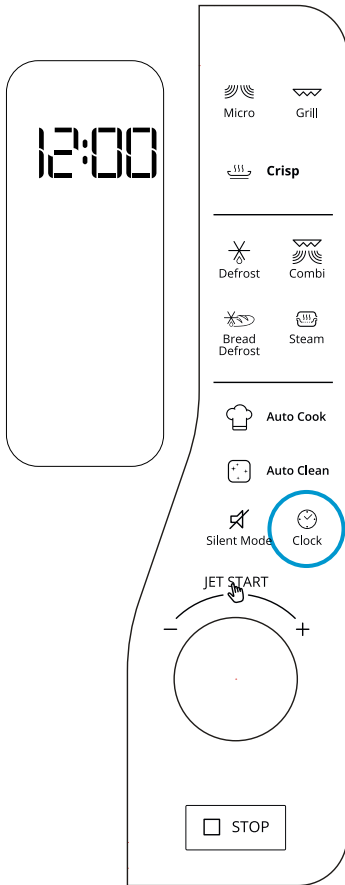 12:00
Micro
Grill
Crisp
Defrost
Combi
Bread
Defrost
Steam
Auto Cook
Auto Clean
Silent Mode
Clock
JET START
− +
STOP